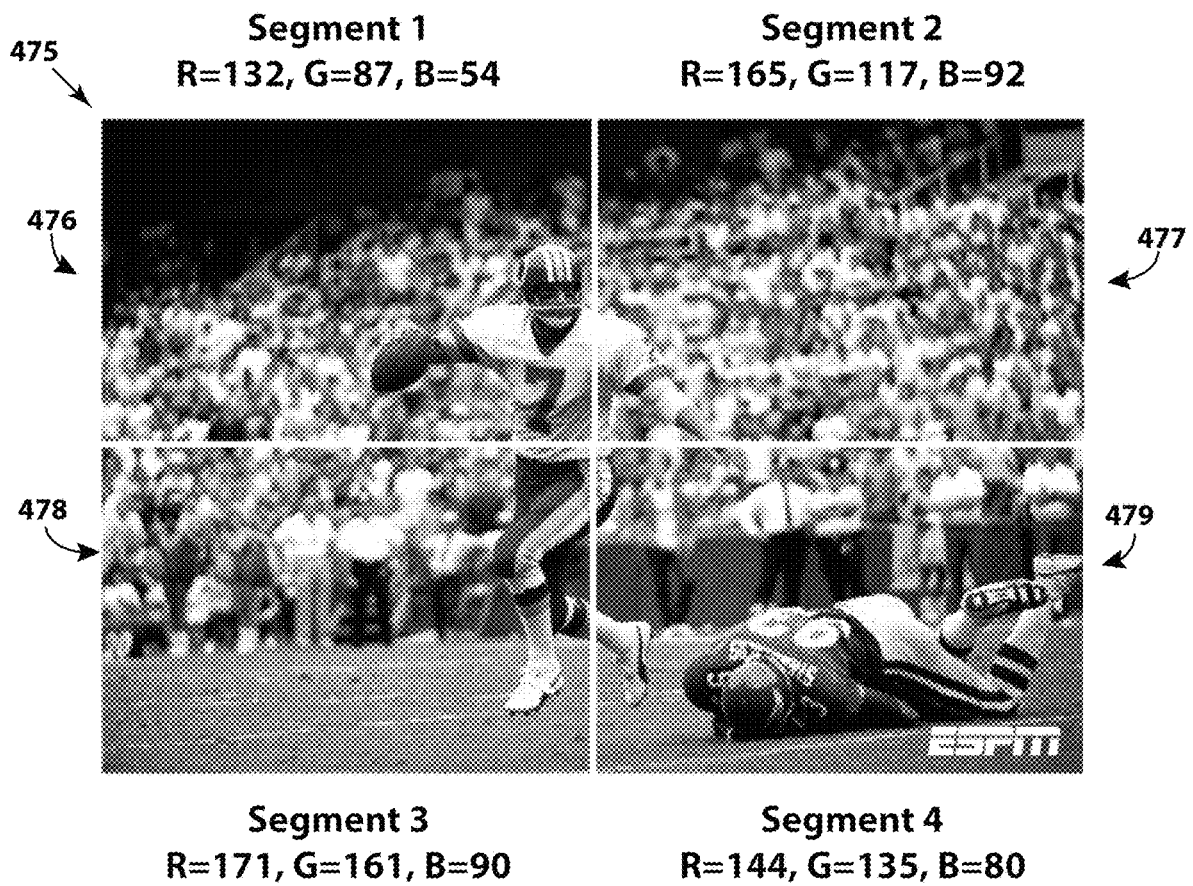 Segment 1
R=132, G=87, B=54
Segment 2
R=165, G=117, B=92
475
476
477
7
478
479
ESPN
Segment 3
R=171, G=161, B=90
Segment 4
R=144, G=135, B=80